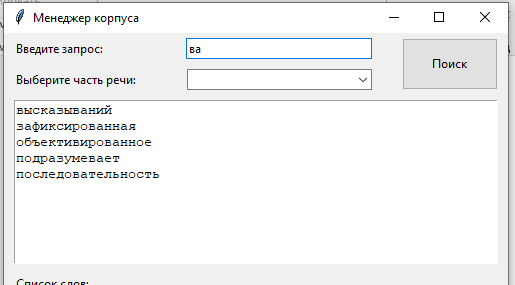 Менеджер корпуса
Введите запрос:
ва
Поиск
Выберите часть речи:
высказываний
зафиксированная
объективированное
подразумевает
последовательность
Список слов: